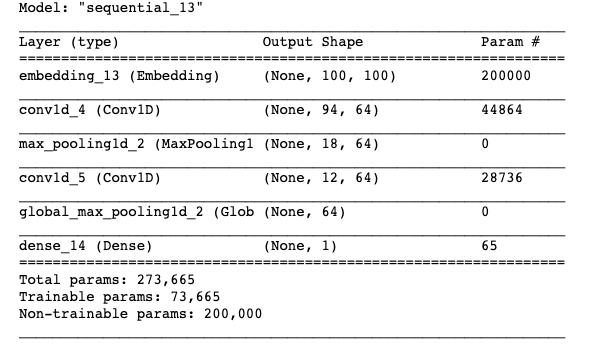 Model: "sequential_13"
Layer (type) Output Shape Param #
embedding_13 (Embedding) (None, 100, 100) 200000
conv1d_4 (Conv1D) (None, 94, 64) 44864
max_pooling1d_2 (MaxPooling1 (None, 18, 64) 0
conv1d_5 (Conv1D) (None, 12, 64) 28736
global_max_pooling1d_2 (Glob (None, 64) 0
dense_14 (Dense) (None, 1) 65
Total params: 273,665
Trainable params: 73,665
Non-trainable params: 200,000